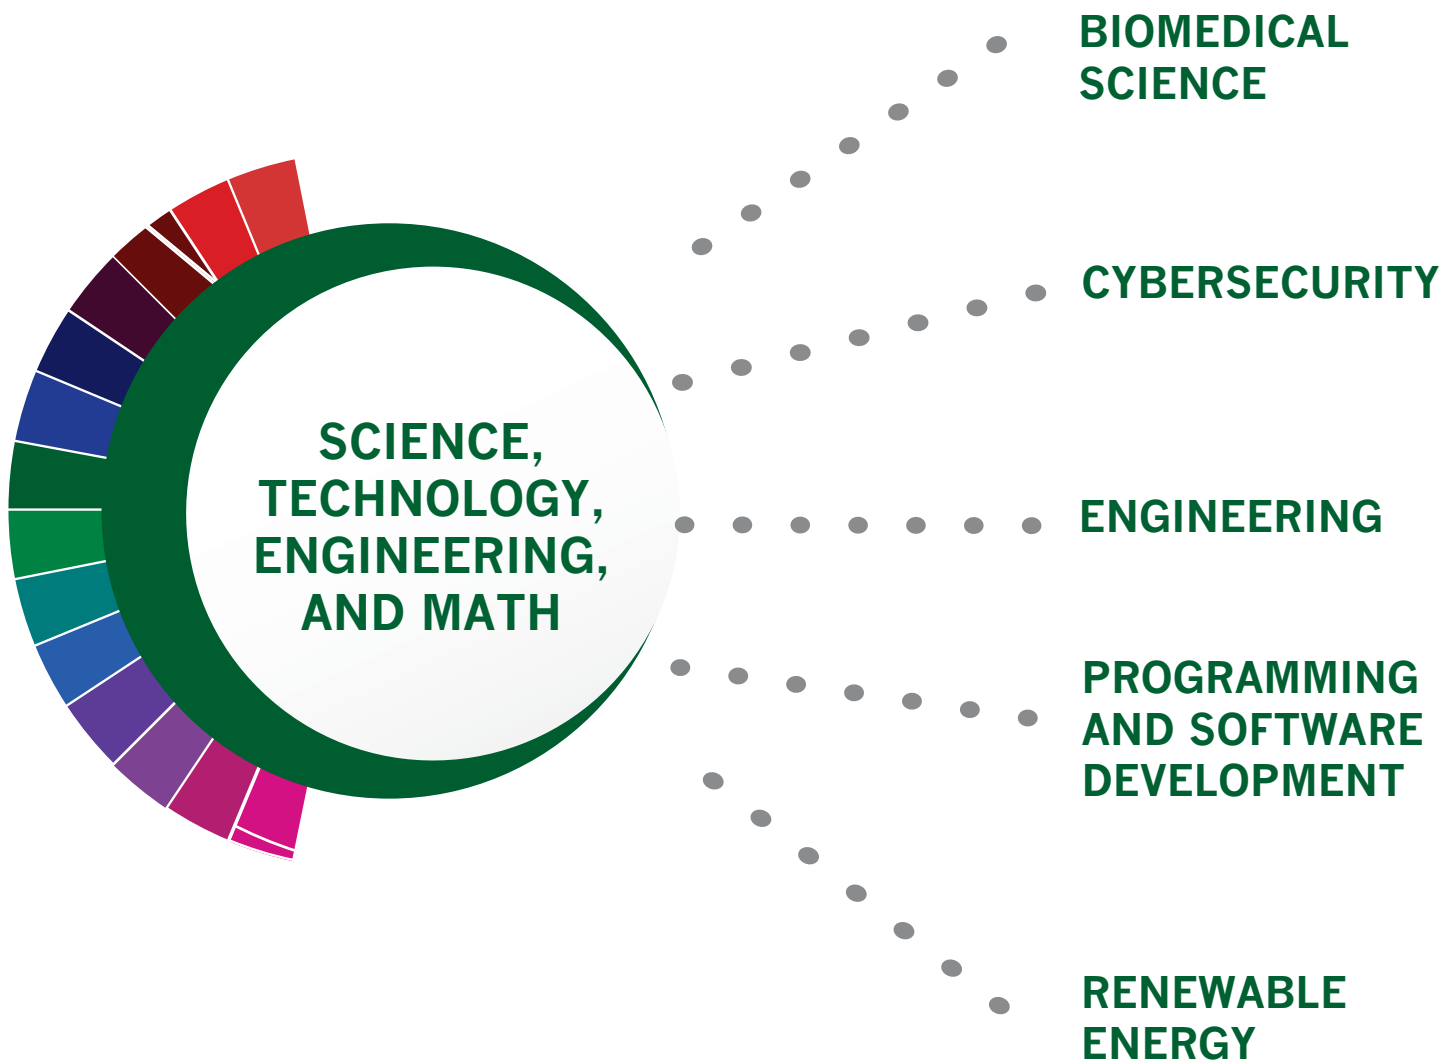 SCIENCE,
TECHNOLOGY,
ENGINEERING,
AND MATH
BIOMEDICAL
SCIENCE
CYBERSECURITY
ENGINEERING
PROGRAMMING
AND SOFTWARE
DEVELOPMENT
RENEWABLE
ENERGY